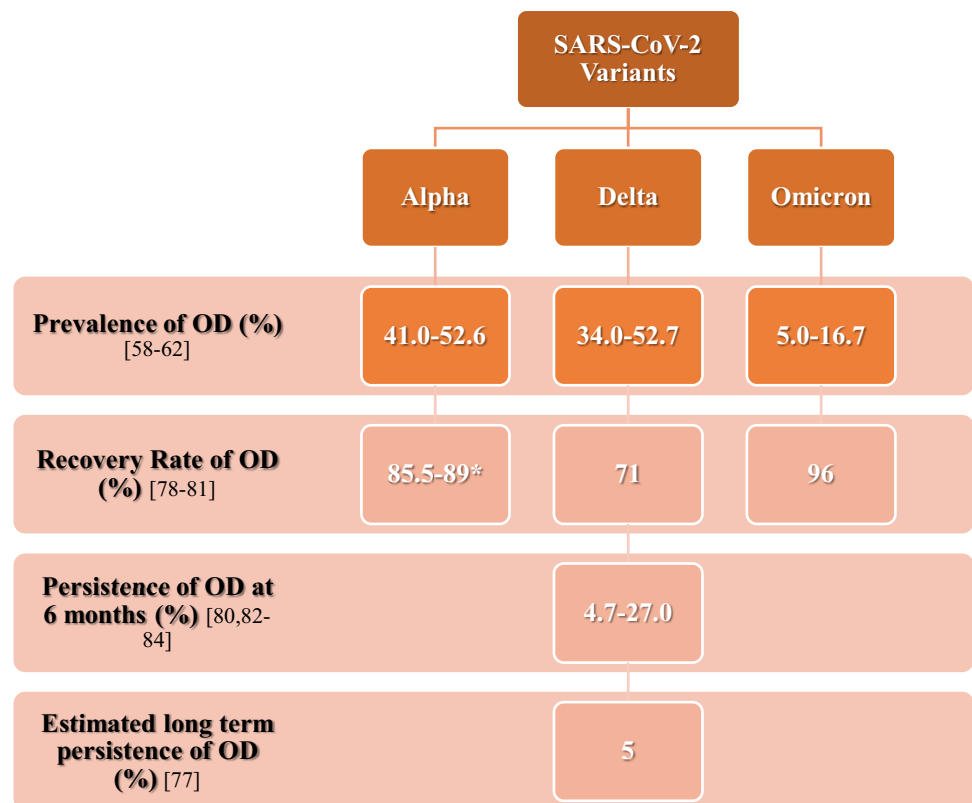 SARS-CoV-2
Variants
Alpha
Delta
Omicron
Prevalence of OD (%)
[58-62]
41.0-52.6
34.0-52.7
5.0-16.7
Recovery Rate of OD
(%) [78-81]
85.5-89*
71
96
Persistence of OD at
6 months (%) [80,82-
84]
4.7-27.0
Estimated long term
persistence of OD
(%) [77]
5